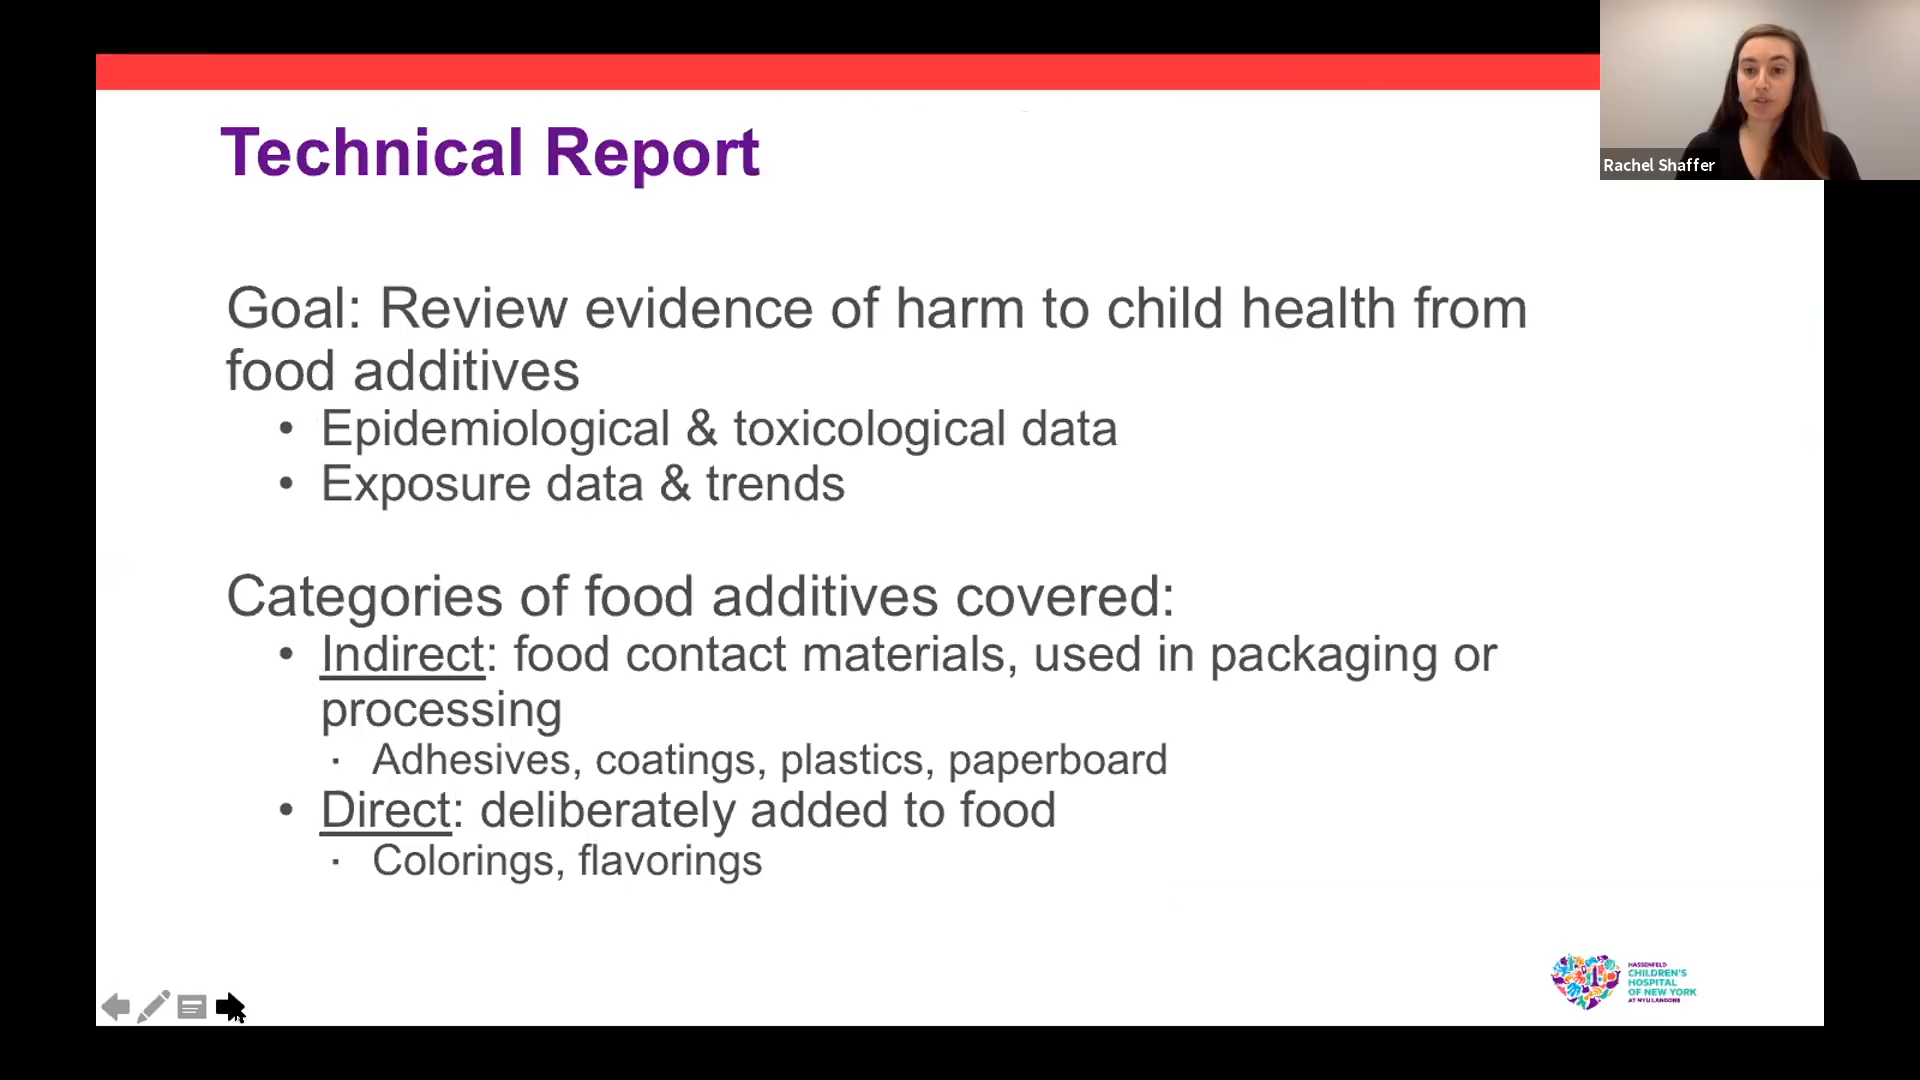 Rachel Shaffer
Technical Report
Goal: Review evidence of harm to child health from
food additives
• Epidemiological & toxicological data
• Exposure data & trends
Categories of food additives covered:
• Indirect: food contact materials, used in packaging or
processing
· Adhesives, coatings, plastics, paperboard
• Direct: deliberately added to food
· Colorings, flavorings
HASSENFELD
CHILDREN'S
HOSPITAL
OF NEW YORK
AT NYU LANGONE